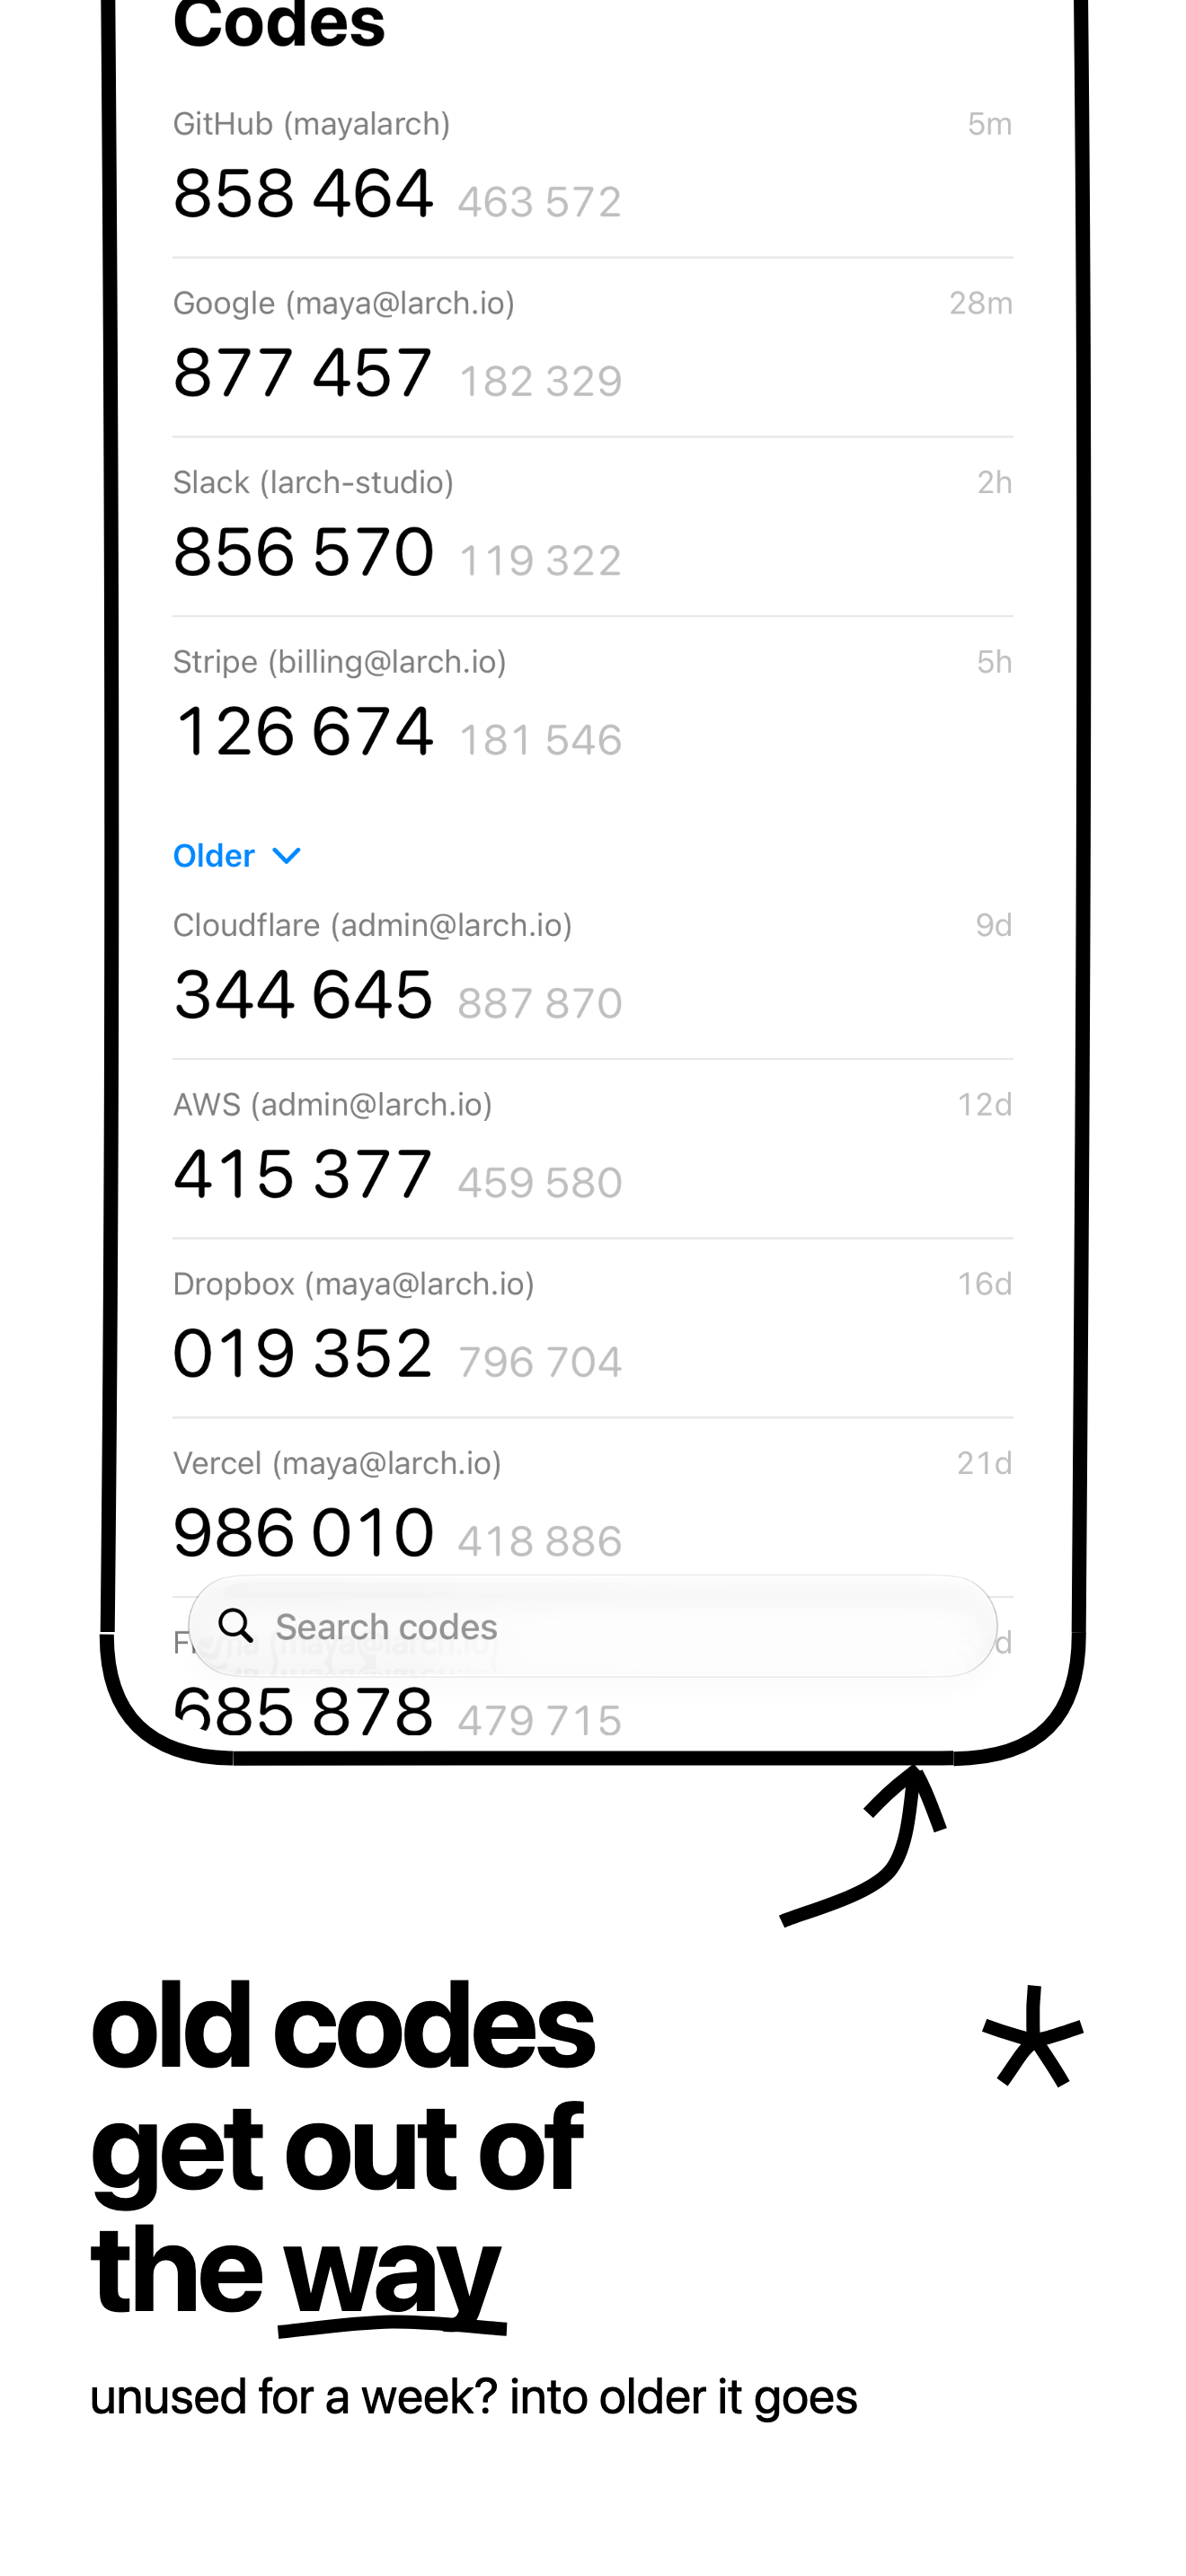 Codes
GitHub (mayalarch) 5m
858 464 463 572
Google (maya@larch.io) 28m
877 457 182 329
Slack (larch-studio) 2h
856 570 119 322
Stripe (billing@larch.io) 5h
126 674 181 546
Older
Cloudflare (admin@larch.io) 9d
344 645 887 870
AWS (admin@larch.io) 12d
415 377 459 580
Dropbox (maya@larch.io) 16d
019 352 796 704
Vercel (maya@larch.io) 21d
986 010 418 886
Search codes
685 878 479 715
old codes
get out of
the way
unused for a week? into older it goes